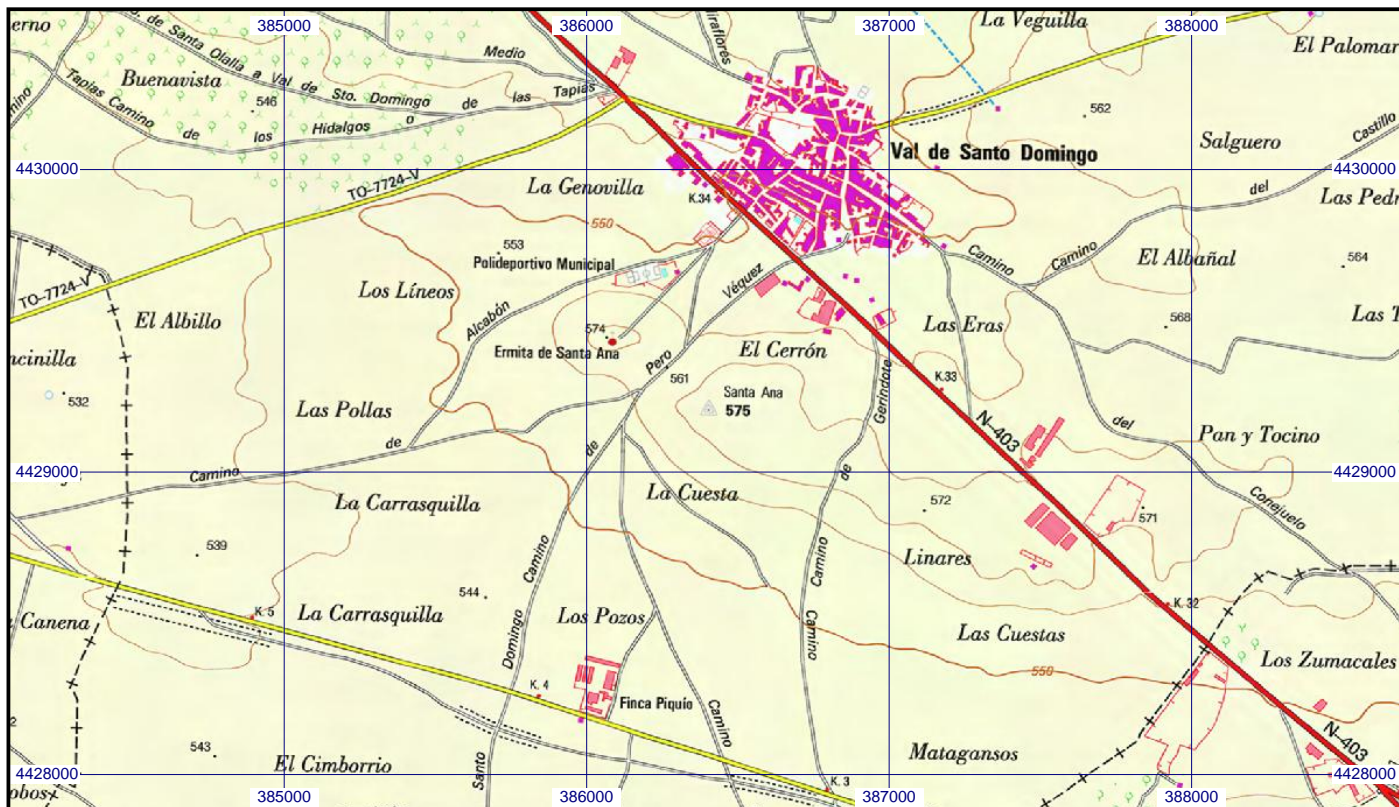 385000
386000
387000
388000
erno
de Santa Olalla a Val de Sto. Domingo
Medio
Miraflores
La Veguilla
El Palomar
Buenavista
546
Tapias Camino de los Hidalgos o
de las Tapias
562
Val de Santo Domingo
Salguero
Castillo
4430000
4430000
del
TO-7724-V
La Genovilla
K.34
550
Las Pedr
553
Polideportivo Municipal
Camino
Camino
El Albañal
564
TO-7724-V
Los Líneos
Véquez
El Albillo
Alcabón
574
Las Eras
568
Las T
ncinilla
Ermita de Santa Ana
El Cerrón
Pero
561
Gerindote
K.33
532
Santa Ana
575
Las Pollas
N-403
de
de
del
Pan y Tocino
4429000
Camino
de
4429000
La Carrasquilla
La Cuesta
572
571
Conejuelo
539
Camino
Camino
Linares
544
K. 5
K. 32
Canena
La Carrasquilla
Los Pozos
Camino
Las Cuestas
Domingo
550
Los Zumacales
K. 4
Finca Piquio
Camino
543
N-403
El Cimborrio
Santo
Matagansos
4428000
K. 3
4428000
obos
385000
386000
387000
388000